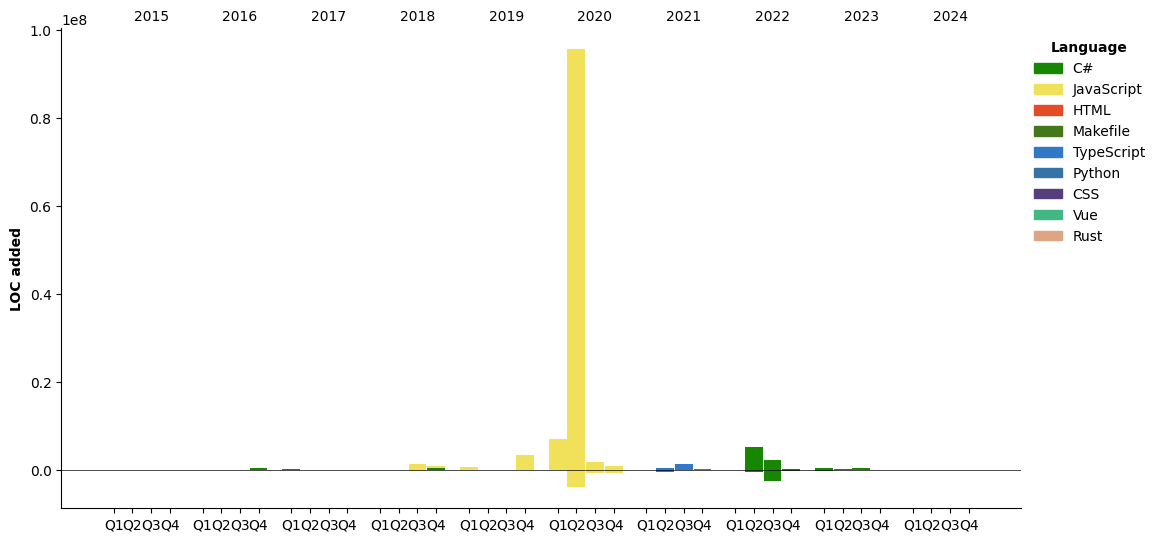 2015 2016 2017 2018 2019 2020 2021 2022 2023 2024
1e8
1.0
0.8
0.6
0.4
0.2
0.0
LOC added
Q1Q2Q3Q4 Q1Q2Q3Q4 Q1Q2Q3Q4 Q1Q2Q3Q4 Q1Q2Q3Q4 Q1Q2Q3Q4 Q1Q2Q3Q4 Q1Q2Q3Q4 Q1Q2Q3Q4 Q1Q2Q3Q4
Language
C#
JavaScript
HTML
Makefile
TypeScript
Python
CSS
Vue
Rust